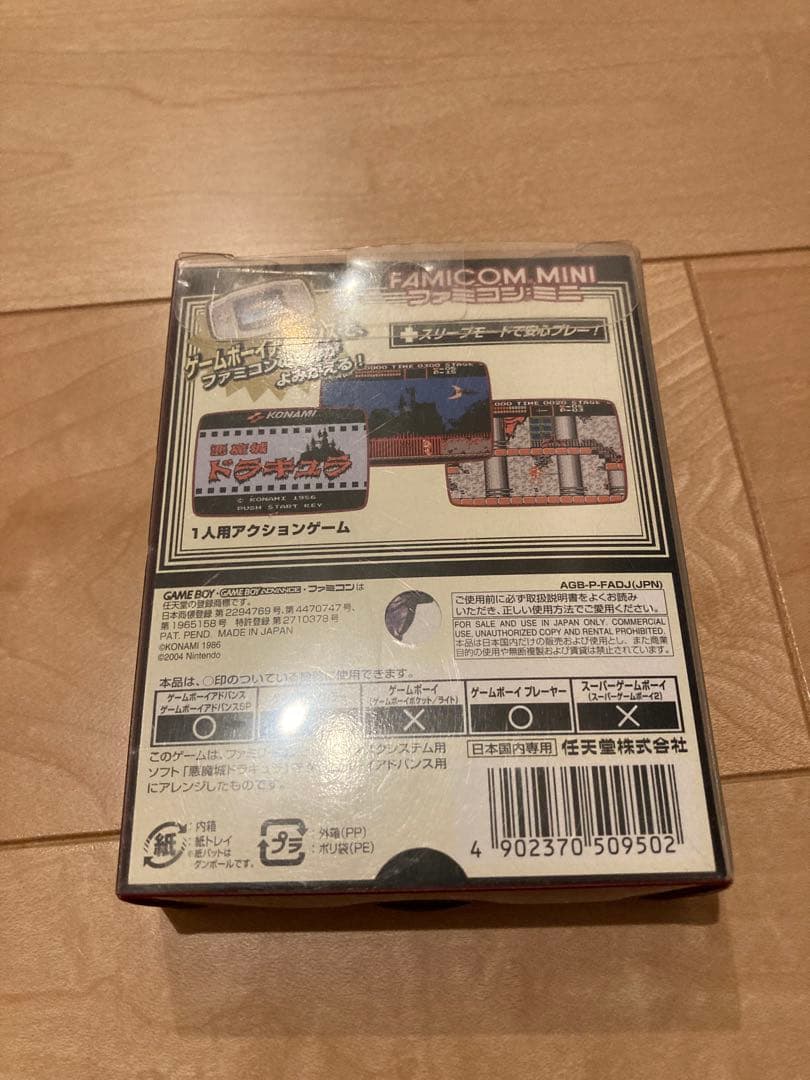 FAMICOM MINI
ファミコン ミニ
ゲームボーイア
ファミコン
よみがえる!
スリープモードで安心プレー!
000 TIME 0300 STAGE
P=15
000 TIME 0020 STAGE
P=03
KONAMI
悪魔城
ドラキュラ
© KONAMI 1986
PUSH START KEY
1人用アクションゲーム
GAME BOY・GAME BOY ADVANCE・ファミコンは
任天堂の登録商標です。
日本商標登録 第2294769号、第4470747号、
第1965158号 特許登録 第2710378号
PAT. PEND. MADE IN JAPAN
©KONAMI 1986
©2004 Nintendo
AGB-P-FADJ(JPN)
ご使用前に必ず取扱説明書をよくお読み
いただき、正しい使用方法でご愛用ください。
FOR SALE AND USE IN JAPAN ONLY. COMMERCIAL
USE, UNAUTHORIZED COPY AND RENTAL PROHIBITED.
本品は日本国内だけの販売および使用とし、また商業
目的の使用や無断複製および賃貸は禁止されています。
本品は、○印のついている に使用できます。
ゲームボーイアドバンス
ゲームボーイアドバンスSP
○
ゲームボーイ
(ゲームボーイポケット/ライト)
×
ゲームボーイ プレーヤー
○
スーパーゲームボーイ
(スーパーゲームボーイ2)
×
このゲームは、ファミ クシステム用
ソフト「悪魔城ドラキュラ イアドバンス用
にアレンジしたものです。
日本国内専用 任天堂株式会社
紙
:内箱
:紙トレイ
※紙パットは
ダンボールです。
プラ
:外箱(PP)
:ポリ袋(PE)
4 902370 509502